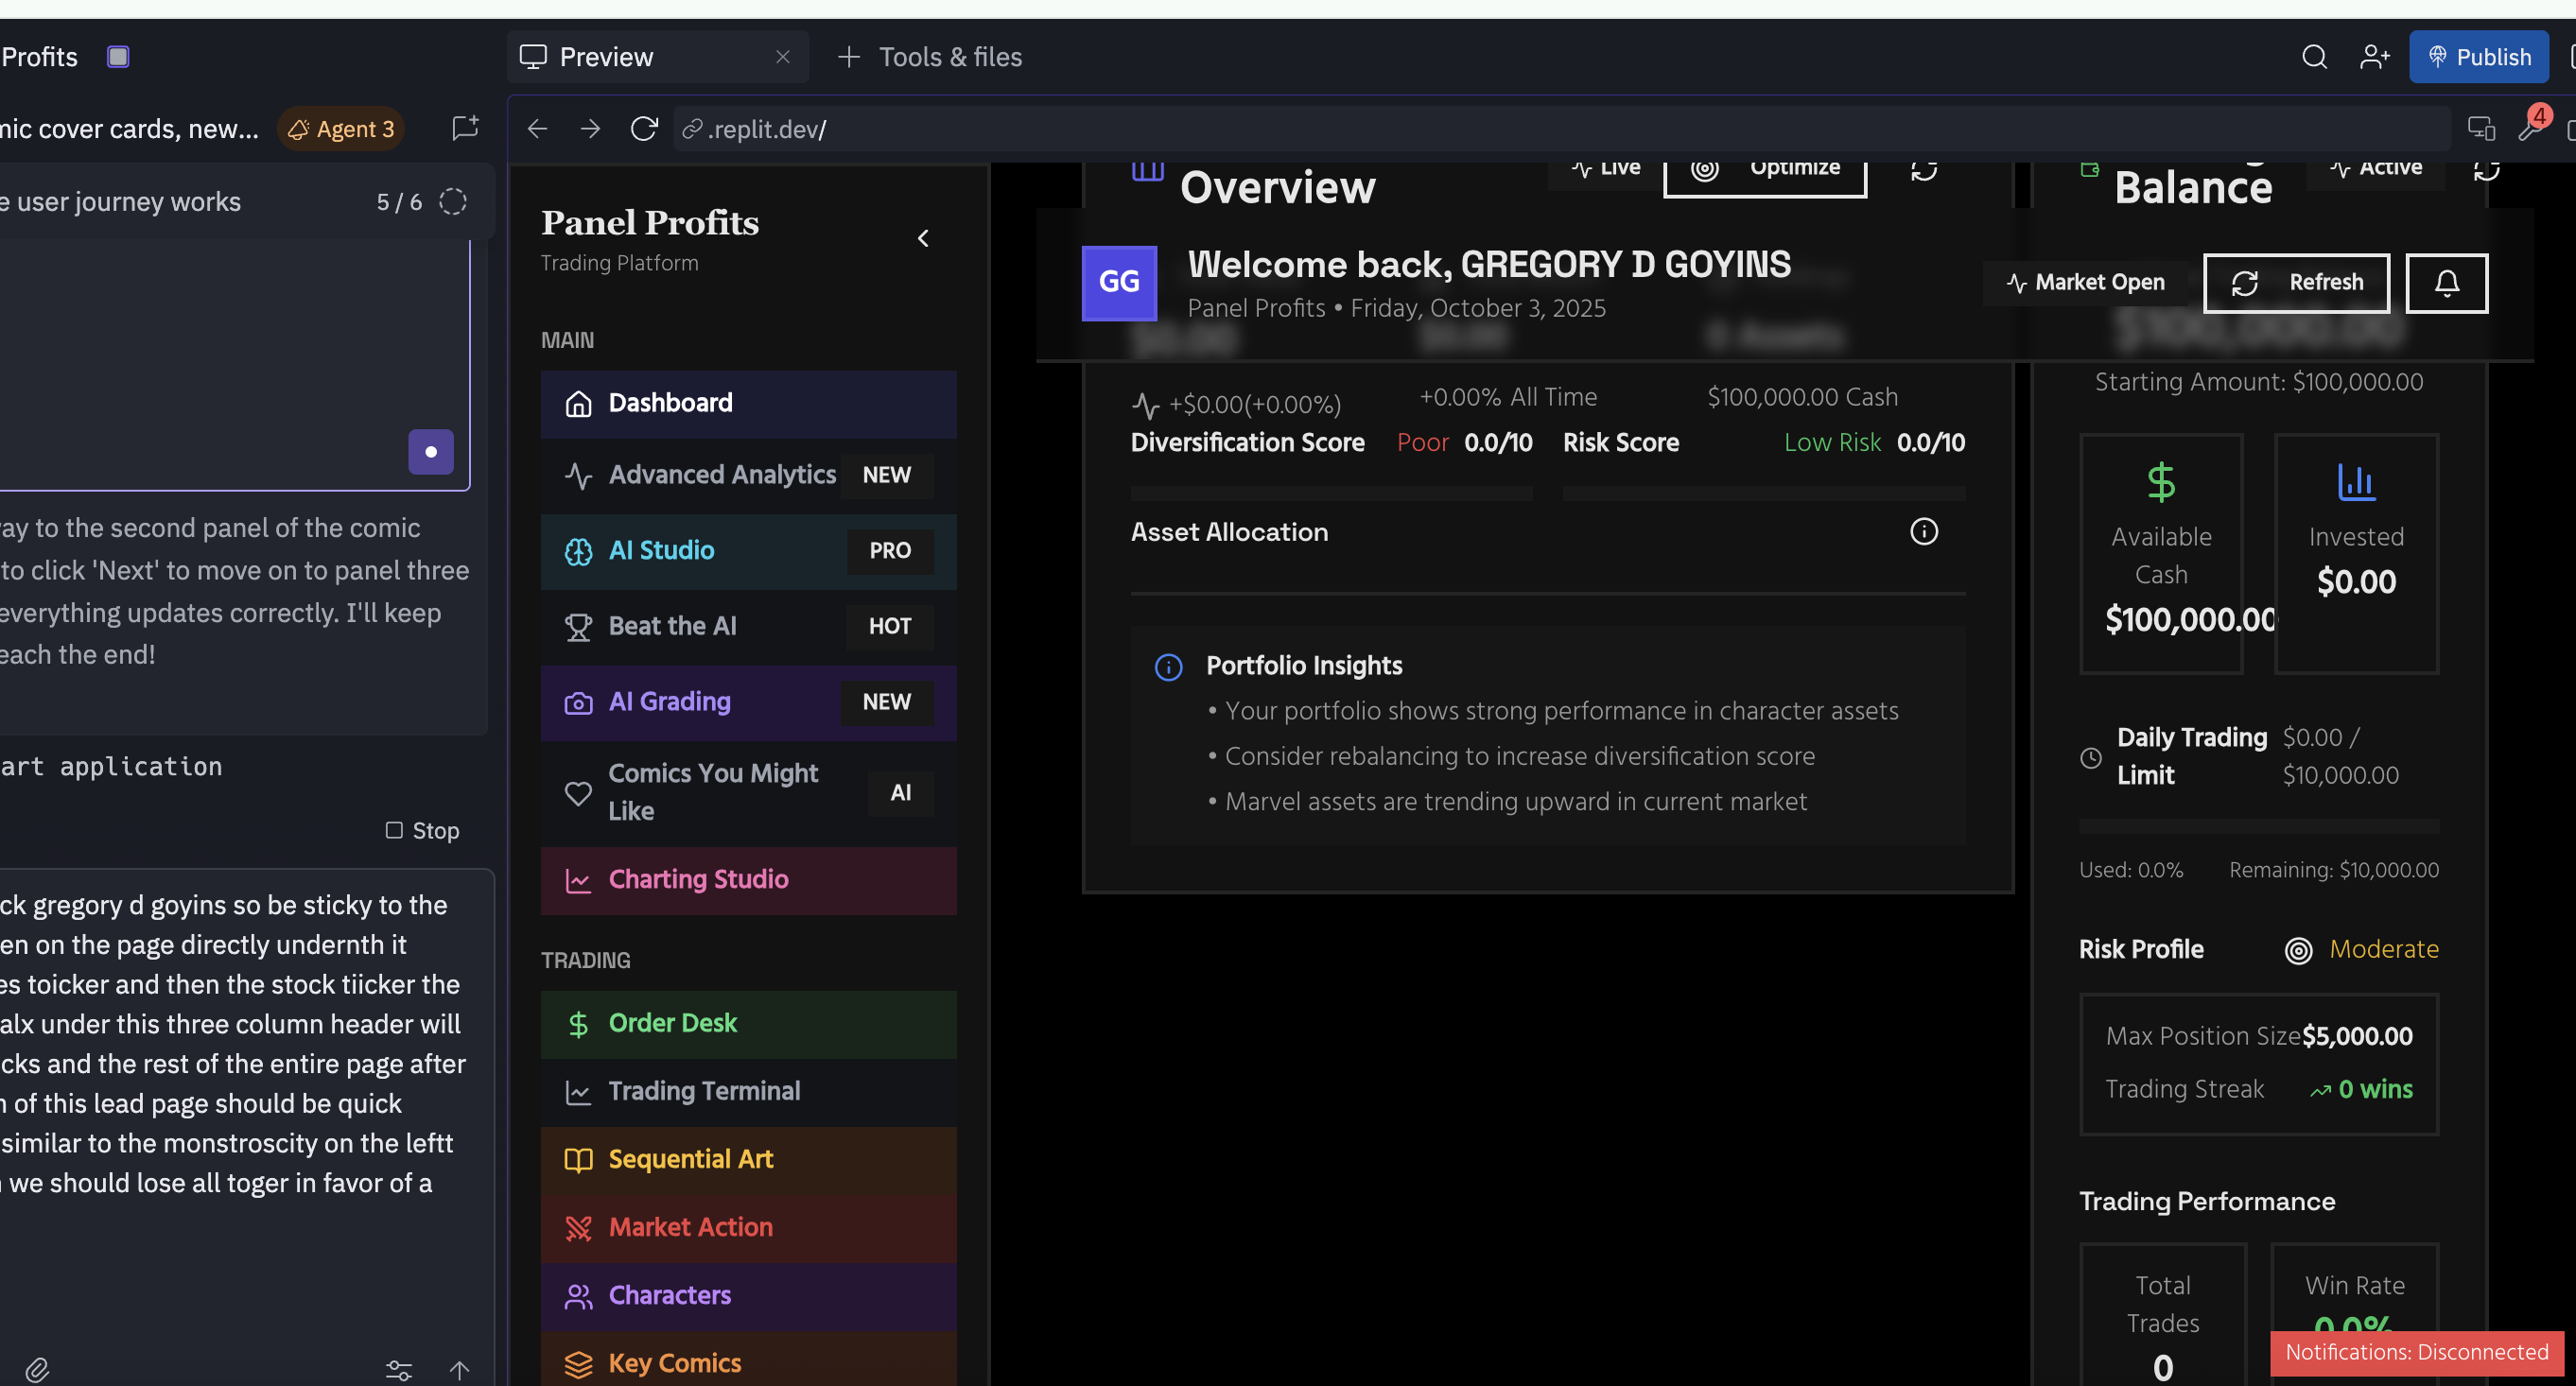 Profits
Preview
Tools & files
Publish
nic cover cards, new...
Agent 3
.replit.dev/
4
e user journey works
5 / 6
ay to the second panel of the comic
to click 'Next' to move on to panel three
everything updates correctly. I'll keep
each the end!
art application
Stop
ck gregory d goyins so be sticky to the
en on the page directly undernth it
es toicker and then the stock tiicker the
alx under this three column header will
cks and the rest of the entire page after
n of this lead page should be quick
similar to the monstroscity on the leftt
we should lose all toger in favor of a
Panel Profits
Trading Platform
MAIN
Dashboard
Advanced Analytics NEW
AI Studio PRO
Beat the AI HOT
AI Grading NEW
Comics You Might
Like
AI
Charting Studio
TRADING
Order Desk
Trading Terminal
Sequential Art
Market Action
Characters
Key Comics
Overview
Live
Optimize
Balance
Active
GG
Welcome back, GREGORY D GOYINS
Panel Profits • Friday, October 3, 2025
Market Open
Refresh
$0.00
$0.00
0 Assets
$100,000.00
+$0.00(+0.00%)
+0.00% All Time
$100,000.00 Cash
Diversification Score Poor 0.0/10
Risk Score Low Risk 0.0/10
Asset Allocation
Portfolio Insights
• Your portfolio shows strong performance in character assets
• Consider rebalancing to increase diversification score
• Marvel assets are trending upward in current market
Starting Amount: $100,000.00
Available
Cash
$100,000.00
Invested
$0.00
Daily Trading
Limit
$0.00 /
$10,000.00
Used: 0.0%
Remaining: $10,000.00
Risk Profile
Moderate
Max Position Size $5,000.00
Trading Streak
0 wins
Trading Performance
Total
Trades
0
Win Rate
0.0%
Notifications: Disconnected